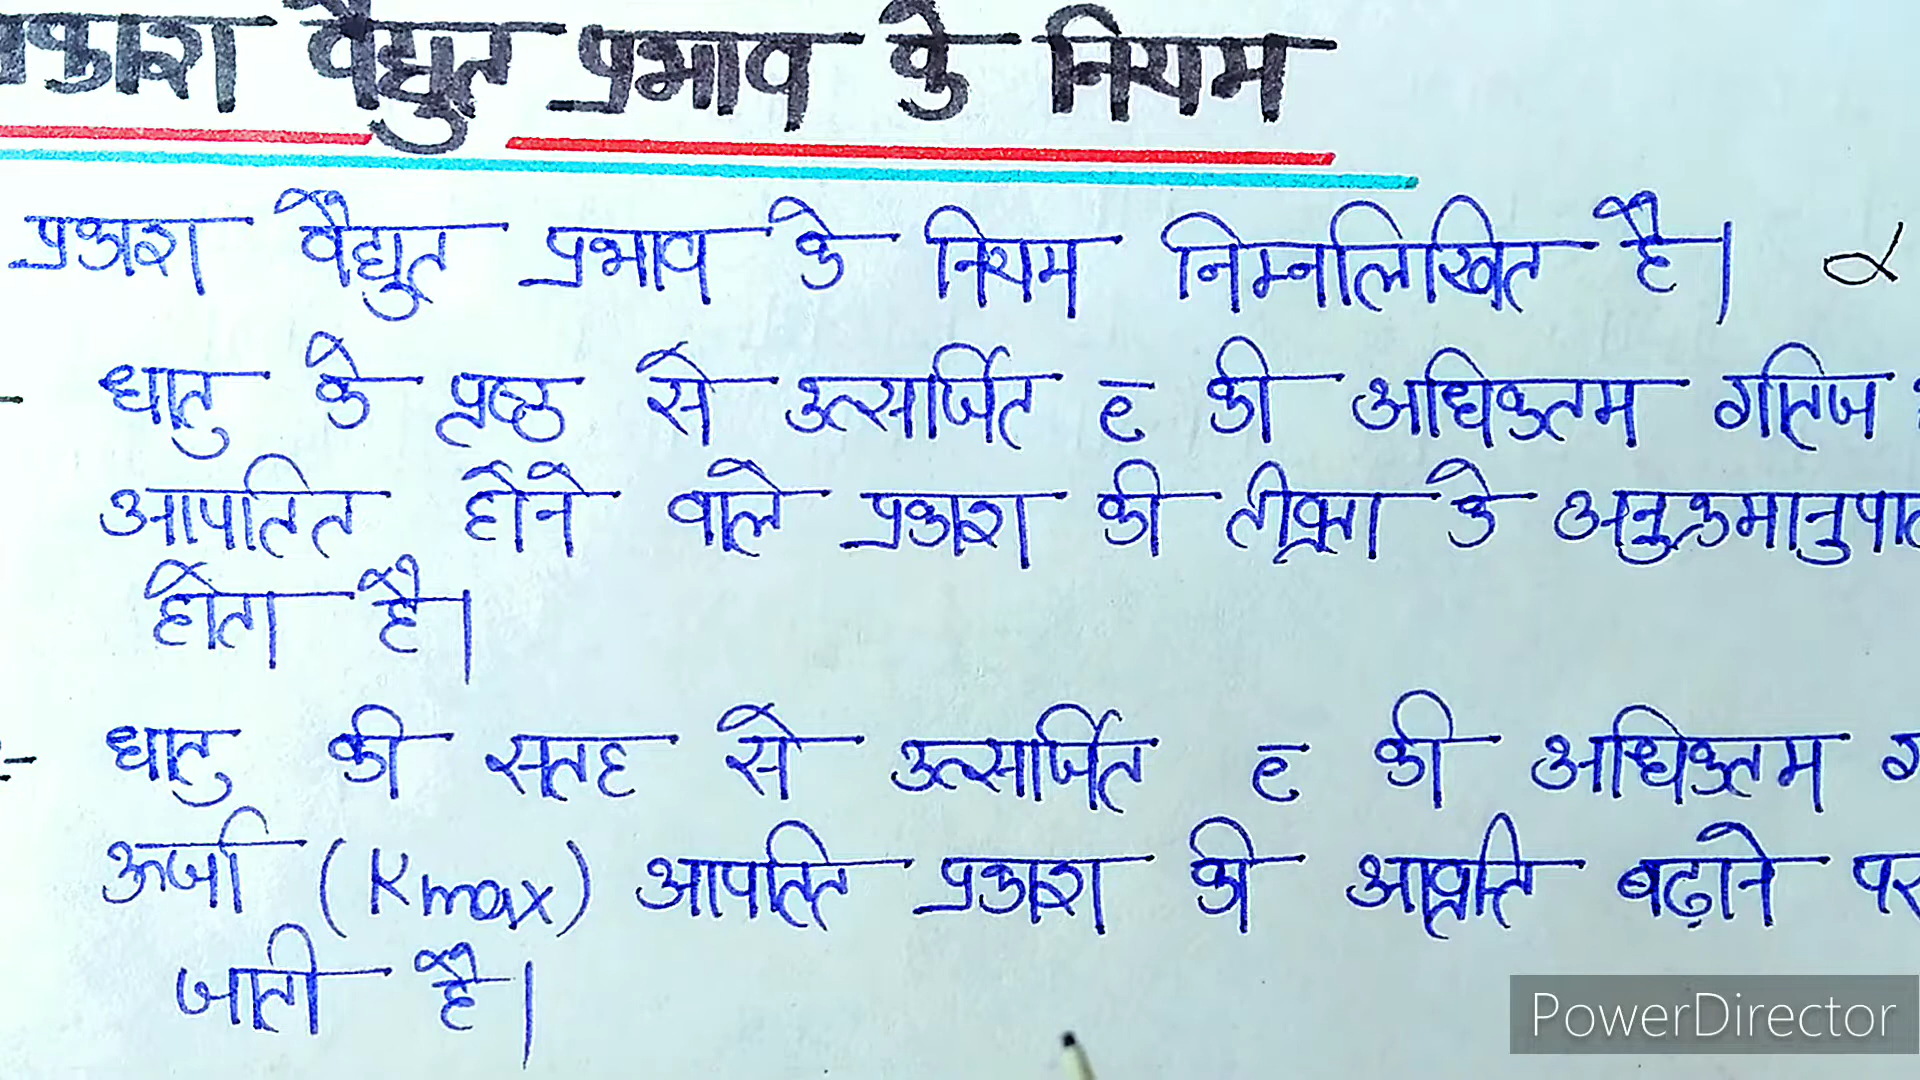 प्रकाश वैद्युत प्रभाव के नियम
प्रकाश वैद्युत प्रभाव के नियम निम्नलिखित है। α
धातु के पृष्ठ से उत्सर्जित e की अधिकतम गतिज
आपतित होने वाले प्रकाश की तीव्रता के अनुक्रमानुपात
होता है।
धातु की सतह से उत्सर्जित e की अधिकतम
ऊर्जा (Kmax) आपतित प्रकाश की आवृत्ति बढ़ाने पर
जाती है।
PowerDirector